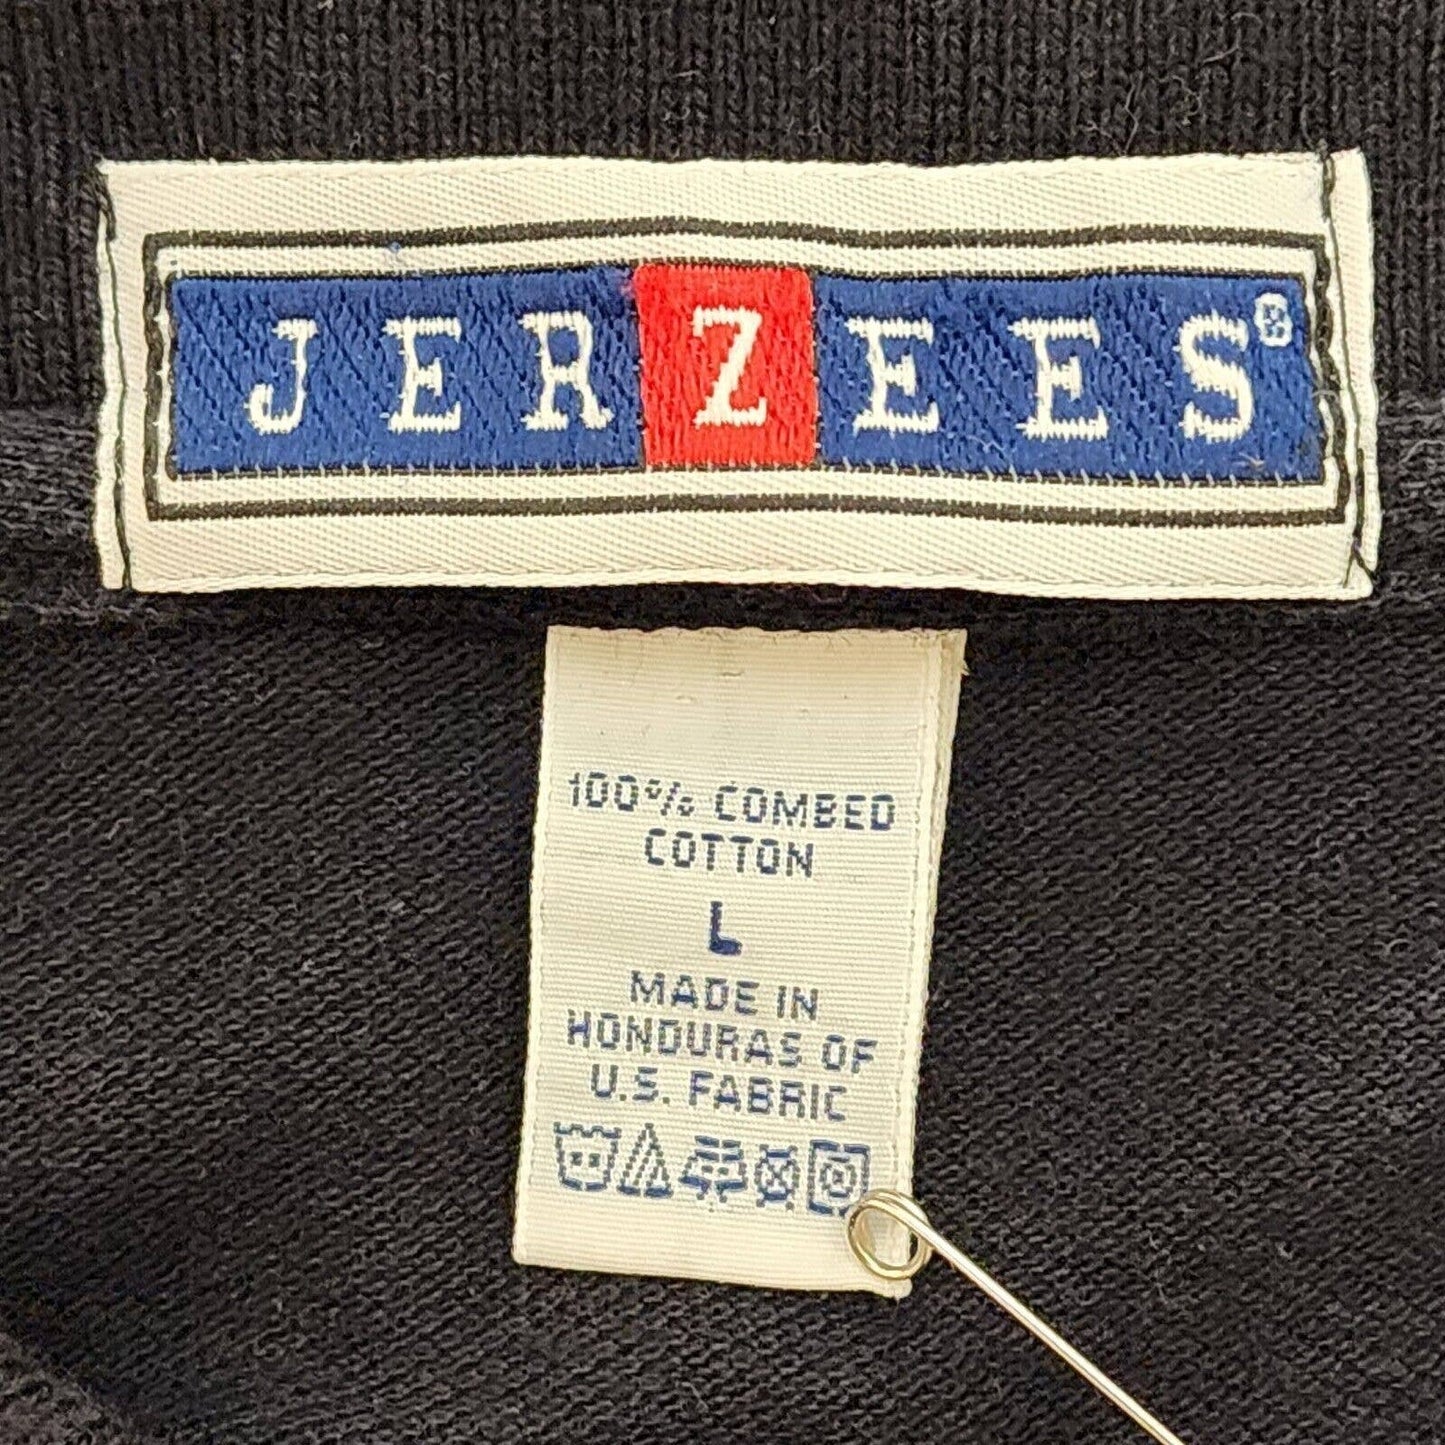 JERZEES®
100% COMBED
COTTON
L
MADE IN
HONDURAS OF
U.S. FABRIC